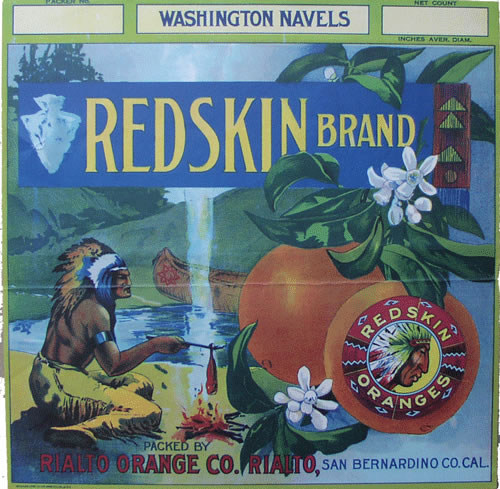 PACKER NO.
WASHINGTON NAVELS
NET COUNT
INCHES AVER. DIAM.
REDSKIN BRAND
REDSKIN
ORANGES
PACKED BY
RIALTO ORANGE CO. RIALTO, SAN BERNARDINO CO. CAL.